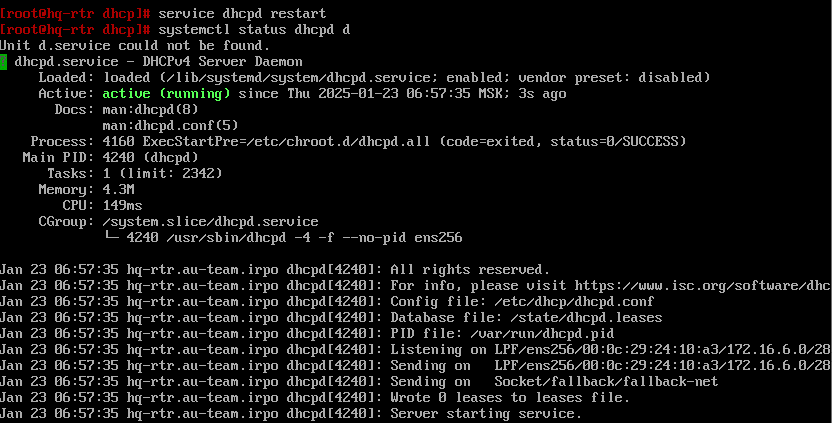 [root@hq-rtr dhcp]# service dhcpd restart
[root@hq-rtr dhcp]# systemctl status dhcpd d
Unit d.service could not be found.
dhcpd.service - DHCPv4 Server Daemon
Loaded: loaded (/lib/systemd/system/dhcpd.service; enabled; vendor preset: disabled)
Active: active (running) since Thu 2025-01-23 06:57:35 MSK; 3s ago
Docs: man:dhcpd(8)
man:dhcpd.conf(5)
Process: 4160 ExecStartPre=/etc/chroot.d/dhcpd.all (code=exited, status=0/SUCCESS)
Main PID: 4240 (dhcpd)
Tasks: 1 (limit: 2342)
Memory: 4.3M
CPU: 149ms
CGroup: /system.slice/dhcpd.service
└─ 4240 /usr/sbin/dhcpd -4 -f --no-pid ens256
Jan 23 06:57:35 hq-rtr.au-team.irpo dhcpd[4240]: All rights reserved.
Jan 23 06:57:35 hq-rtr.au-team.irpo dhcpd[4240]: For info, please visit https://www.isc.org/software/dhc
Jan 23 06:57:35 hq-rtr.au-team.irpo dhcpd[4240]: Config file: /etc/dhcp/dhcpd.conf
Jan 23 06:57:35 hq-rtr.au-team.irpo dhcpd[4240]: Database file: /state/dhcpd.leases
Jan 23 06:57:35 hq-rtr.au-team.irpo dhcpd[4240]: PID file: /var/run/dhcpd.pid
Jan 23 06:57:35 hq-rtr.au-team.irpo dhcpd[4240]: Listening on LPF/ens256/00:0c:29:24:10:a3/172.16.6.0/28
Jan 23 06:57:35 hq-rtr.au-team.irpo dhcpd[4240]: Sending on   LPF/ens256/00:0c:29:24:10:a3/172.16.6.0/28
Jan 23 06:57:35 hq-rtr.au-team.irpo dhcpd[4240]: Sending on   Socket/fallback/fallback-net
Jan 23 06:57:35 hq-rtr.au-team.irpo dhcpd[4240]: Wrote 0 leases to leases file.
Jan 23 06:57:35 hq-rtr.au-team.irpo dhcpd[4240]: Server starting service.